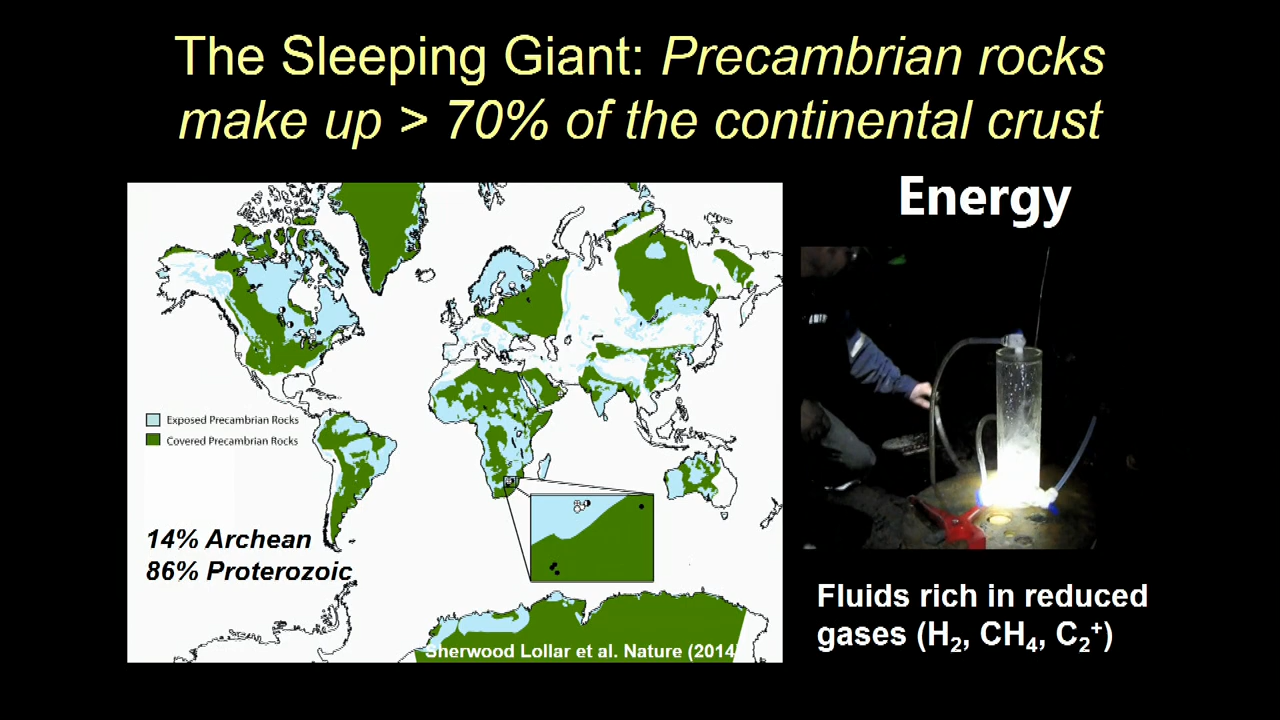 The Sleeping Giant: Precambrian rocks
make up > 70% of the continental crust
Energy
Exposed Precambrian Rocks
Covered Precambrian Rocks
14% Archean
86% Proterozoic
Sherwood Lollar et al. Nature (2014)
Fluids rich in reduced
gases (H₂, CH₄, C₂⁺)